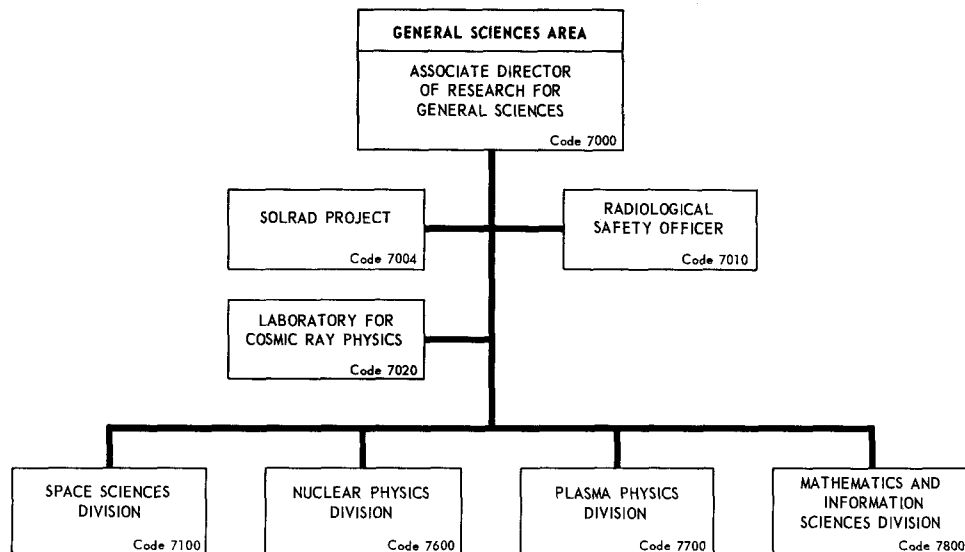 GENERAL SCIENCES AREA
ASSOCIATE DIRECTOR
OF RESEARCH FOR
GENERAL SCIENCES
Code 7000
SOLRAD PROJECT
Code 7004
RADIOLOGICAL
SAFETY OFFICER
Code 7010
LABORATORY FOR
COSMIC RAY PHYSICS
Code 7020
SPACE SCIENCES
DIVISION
Code 7100
NUCLEAR PHYSICS
DIVISION
Code 7600
PLASMA PHYSICS
DIVISION
Code 7700
MATHEMATICS AND
INFORMATION
SCIENCES DIVISION
Code 7800